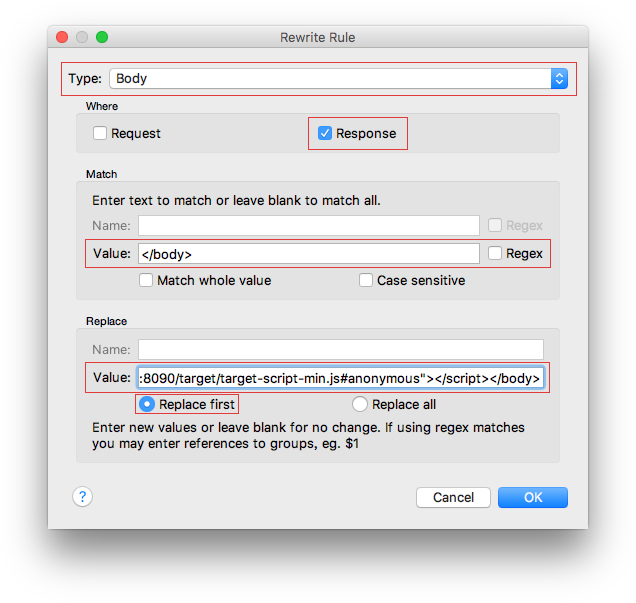 Rewrite Rule
Type: Body
Where
Request
Response
Match
Enter text to match or leave blank to match all.
Name:
Regex
Value: </body>
Regex
Match whole value
Case sensitive
Replace
Name:
Value: :8090/target/target-script-min.js#anonymous"></script></body>
Replace first
Replace all
Enter new values or leave blank for no change. If using regex matches
you may enter references to groups, eg. $1
?
Cancel
OK